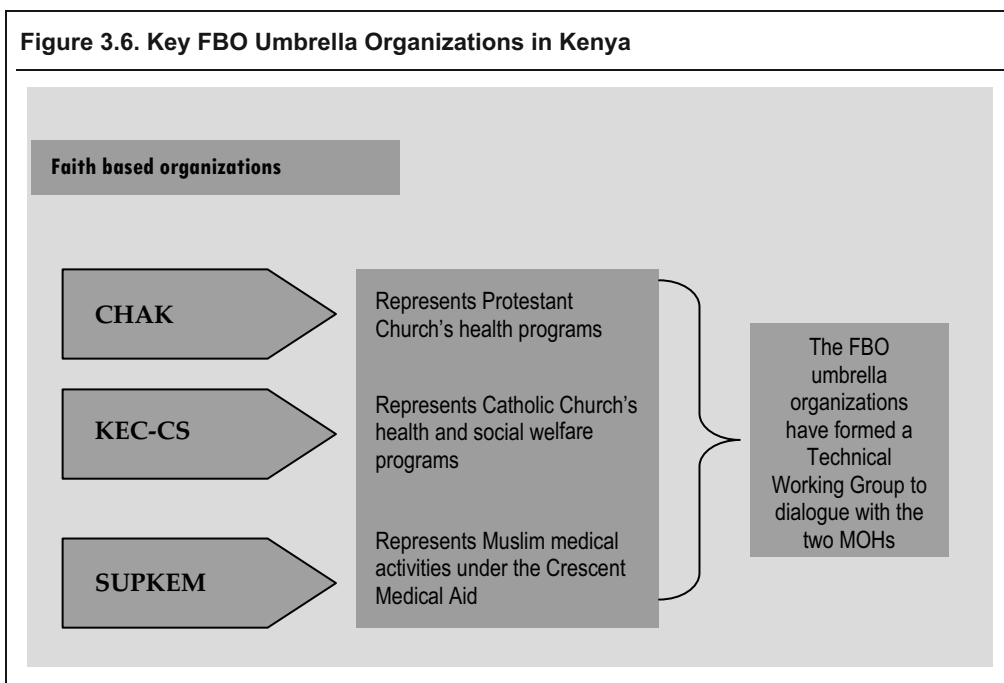 Figure 3.6. Key FBO Umbrella Organizations in Kenya
Faith based organizations
CHAK
Represents Protestant
Church's health programs
KEC-CS
Represents Catholic Church's
health and social welfare
programs
SUPKEM
Represents Muslim medical
activities under the Crescent
Medical Aid
The FBO
umbrella
organizations
have formed a
Technical
Working Group to
dialogue with the
two MOHs